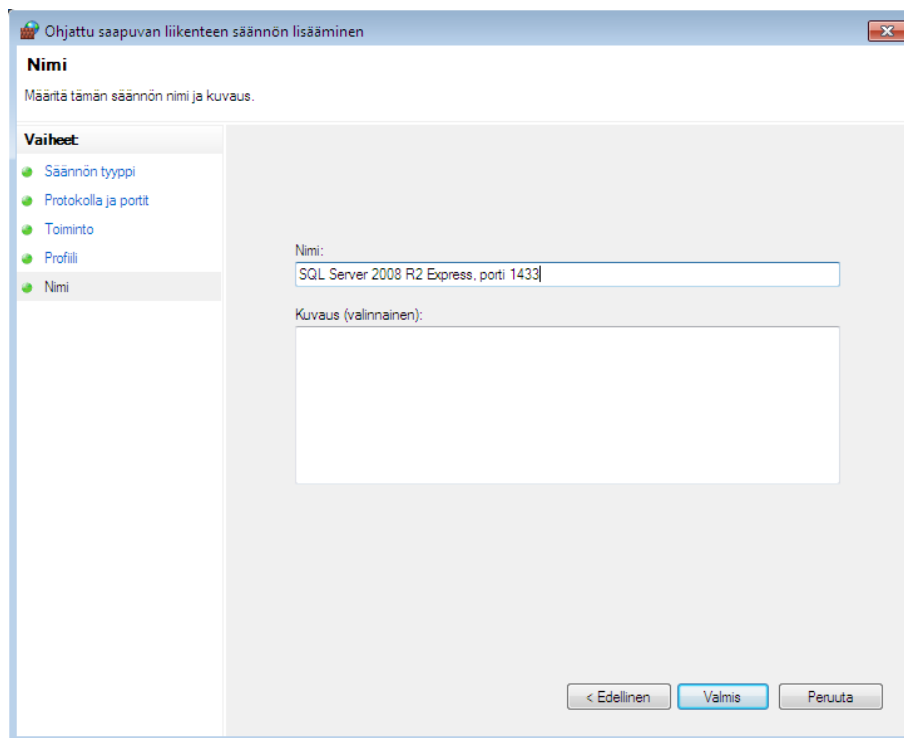 Ohjattu saapuvan liikenteen säännön lisääminen
Nimi
Määritä tämän säännön nimi ja kuvaus.
Vaiheet:
Säännön tyyppi
Protokolla ja portit
Toiminto
Profiili
Nimi
Nimi:
SQL Server 2008 R2 Express, porti 1433
Kuvaus (valinnainen):
< Edellinen
Valmis
Peruuta